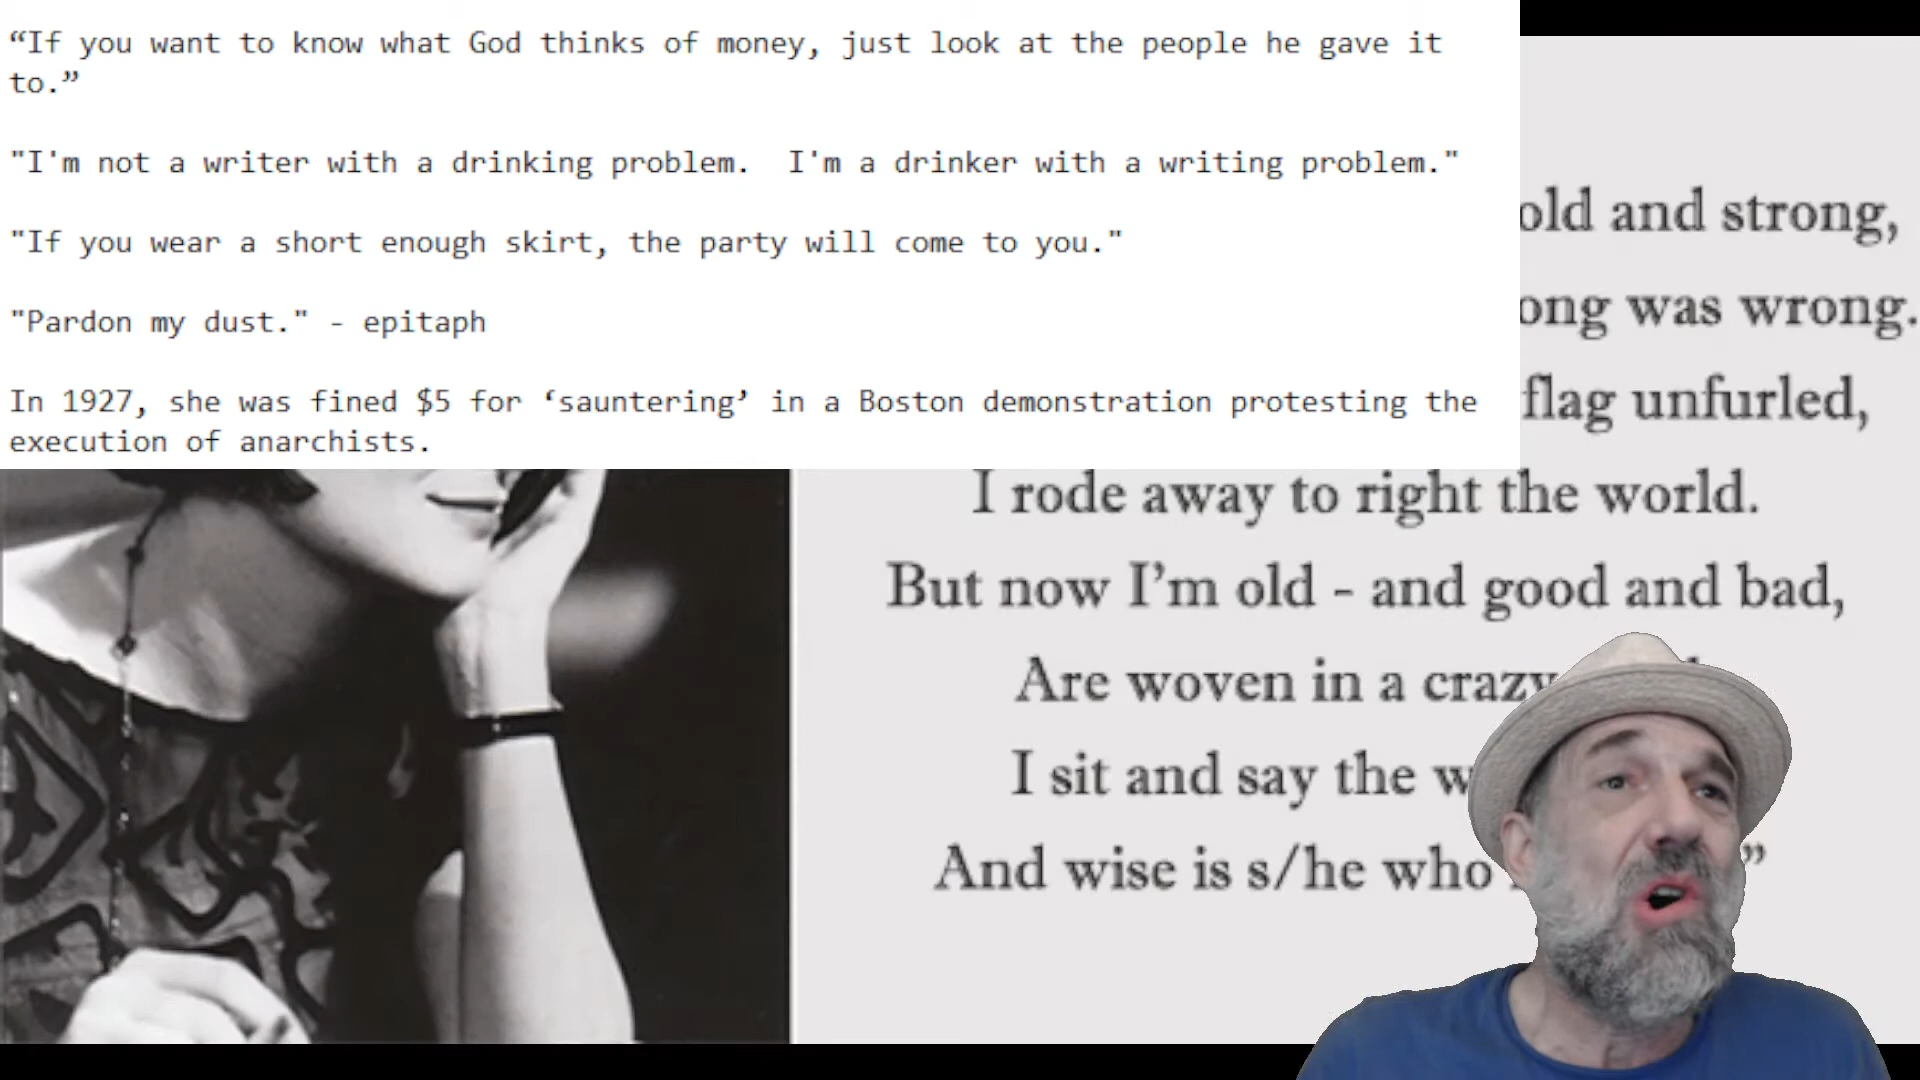 “If you want to know what God thinks of money, just look at the people he gave it
to.”
"I'm not a writer with a drinking problem.  I'm a drinker with a writing problem."
"If you wear a short enough skirt, the party will come to you."
"Pardon my dust." - epitaph
In 1927, she was fined $5 for ‘sauntering’ in a Boston demonstration protesting the
execution of anarchists.
and strong,
was wrong.
flag unfurled,
I rode away to right the world.
But now I’m old - and good and bad,
Are woven in a crazy
I sit and say the
And wise is s/he who